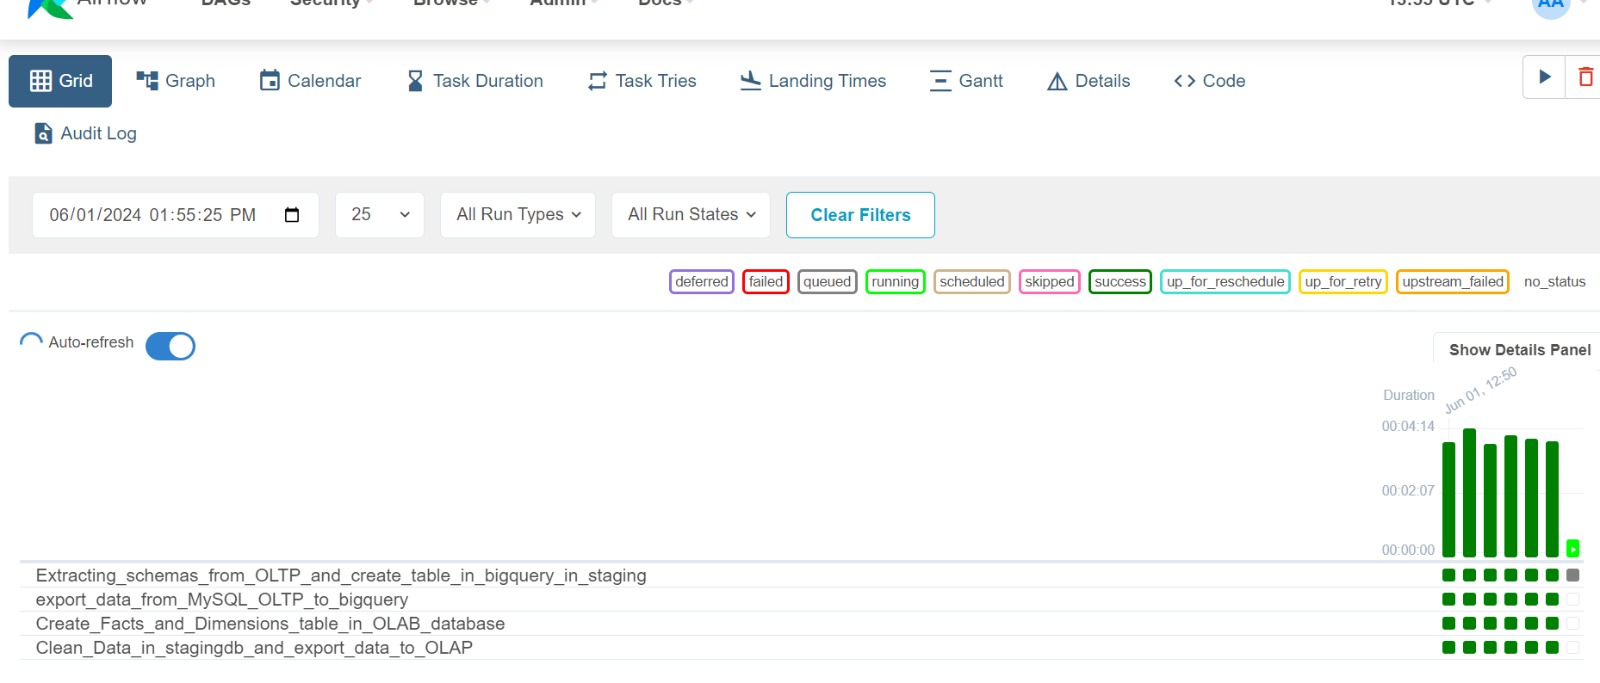 Airflow DAGs Security Browse Admin Docs 13:55 UTC AA
Grid Graph Calendar Task Duration Task Tries Landing Times Gantt Details Code
Audit Log
06/01/2024 01:55:25 PM 25 All Run Types All Run States Clear Filters
deferred failed queued running scheduled skipped success up_for_reschedule up_for_retry upstream_failed no_status
Auto-refresh
Show Details Panel
Jun 01, 12:50
Duration
00:04:14
00:02:07
00:00:00
Extracting_schemas_from_OLTP_and_create_table_in_bigquery_in_staging
export_data_from_MySQL_OLTP_to_bigquery
Create_Facts_and_Dimensions_table_in_OLAB_database
Clean_Data_in_stagingdb_and_export_data_to_OLAP